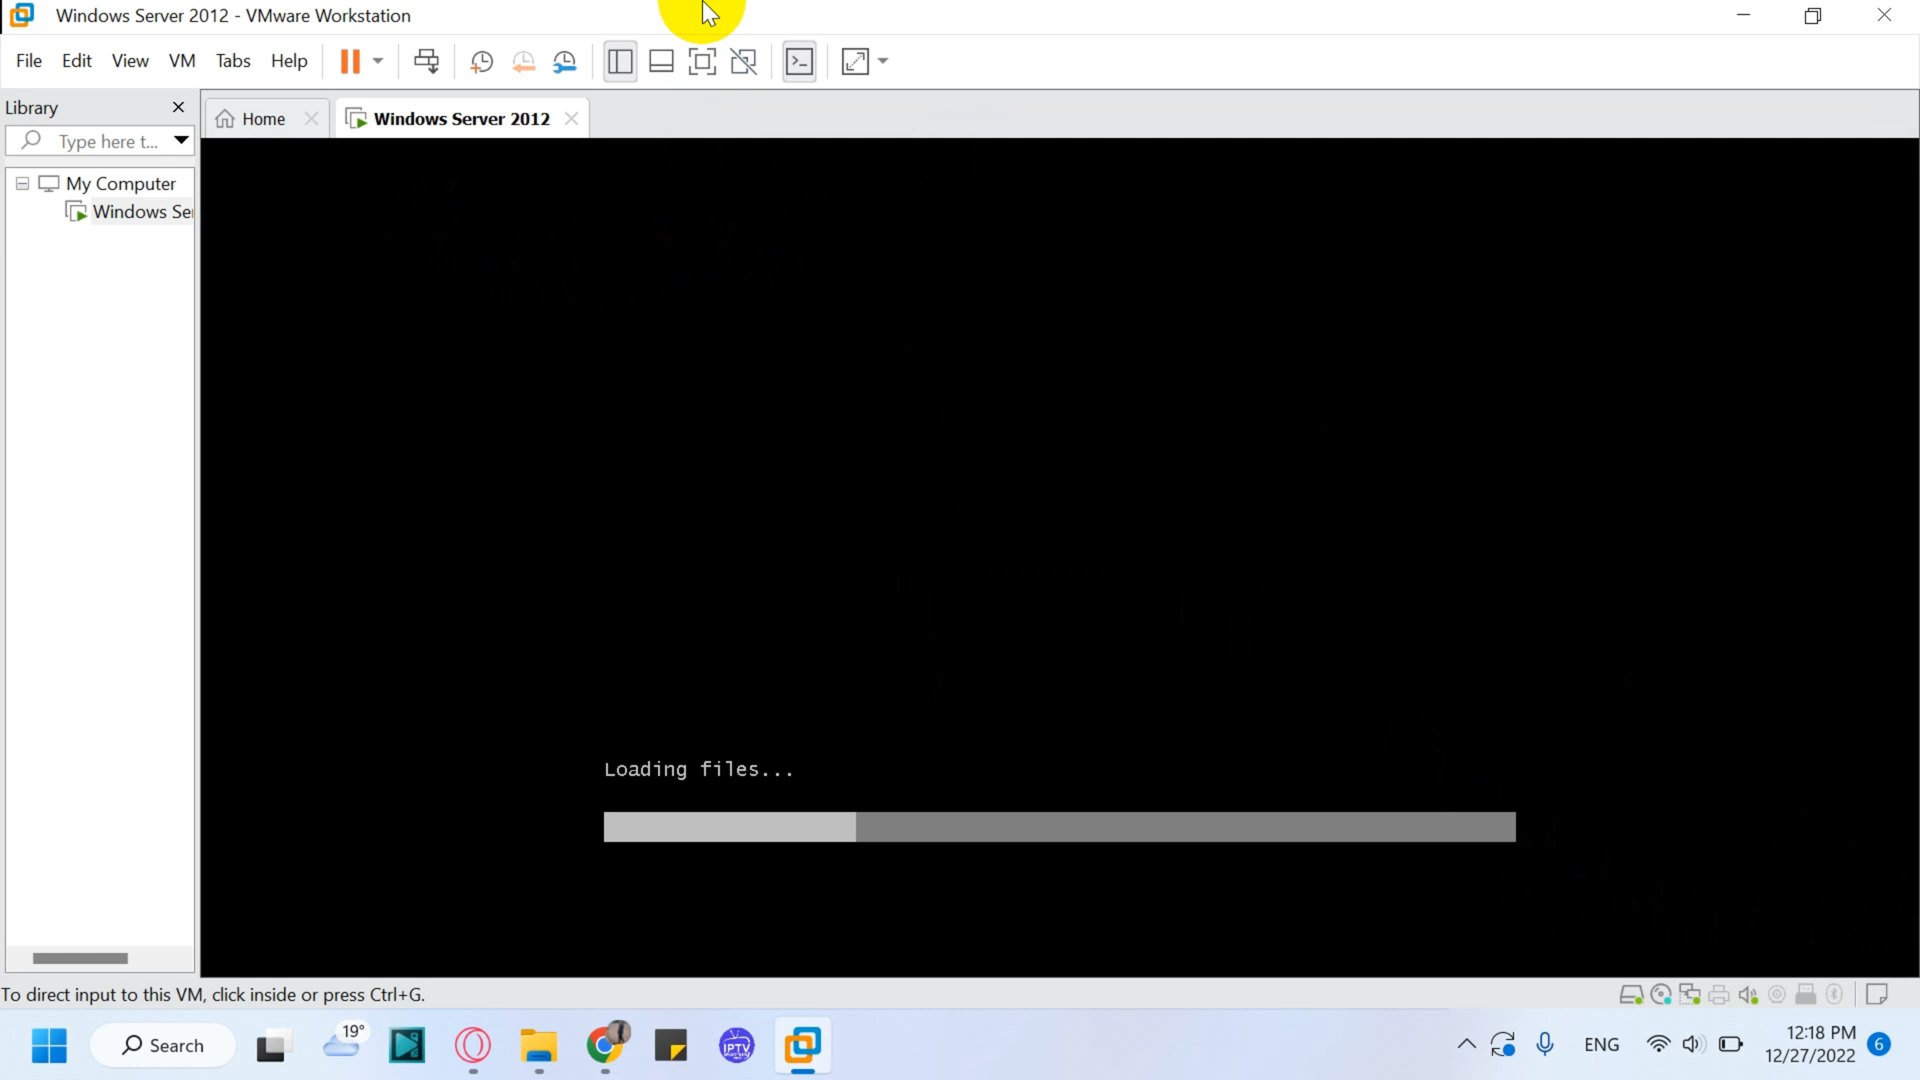 Windows Server 2012 - VMware Workstation
File Edit View VM Tabs Help
Library
Home
Windows Server 2012
Type here t...
My Computer
Windows Ser
Loading files...
To direct input to this VM, click inside or press Ctrl+G.
Search
19°
IPTV
ENG
12:18 PM
12/27/2022
6